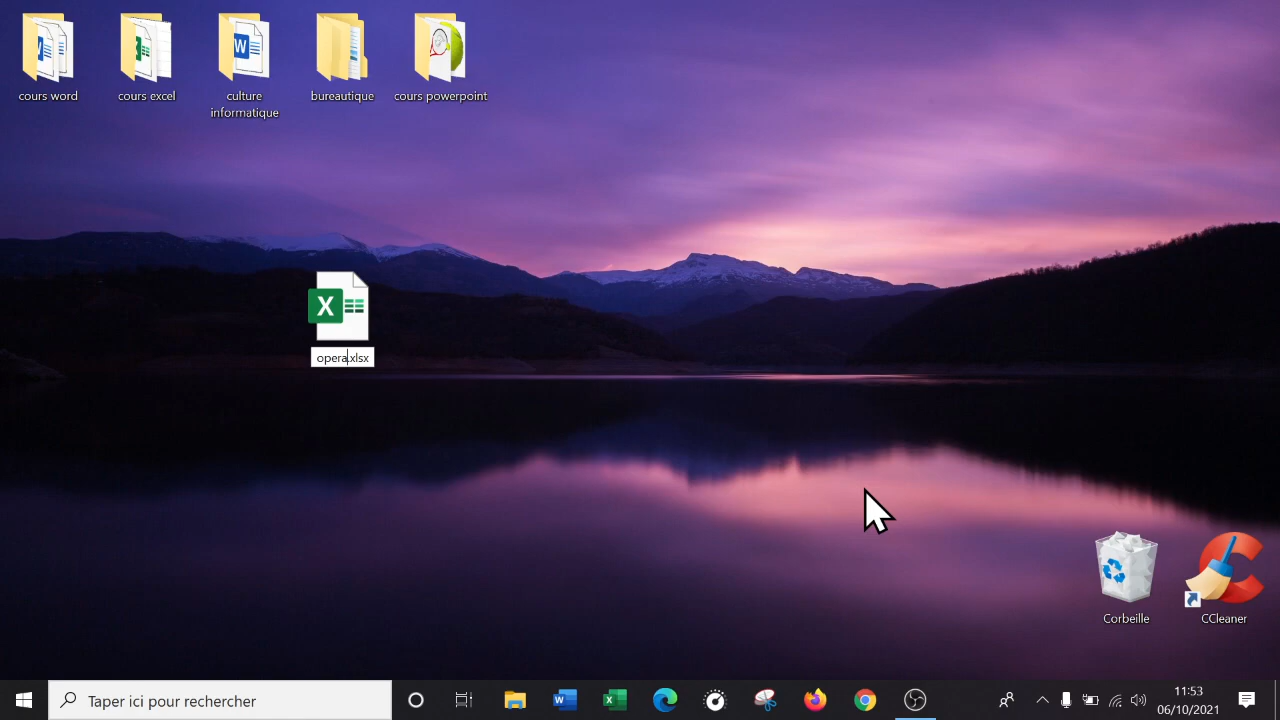 cours word
cours excel
culture
informatique
bureautique
cours powerpoint
opera.xlsx
Corbeille
CCleaner
Taper ici pour rechercher
11:53
06/10/2021